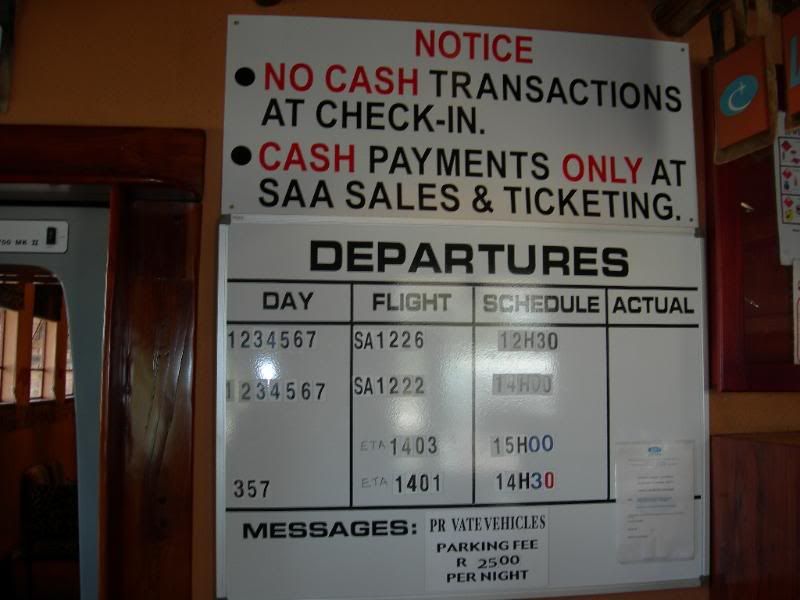 NOTICE
● NO CASH TRANSACTIONS
AT CHECK-IN.
● CASH PAYMENTS ONLY AT
SAA SALES & TICKETING.
DEPARTURES
DAY FLIGHT SCHEDULE ACTUAL
1234567 SA1226 12H30
1234567 SA1222 14H00
ETA 1403 15H00
357 ETA 1401 14H30
MESSAGES: PR VATE VEHICLES
PARKING FEE
R 2500
PER NIGHT
MK II